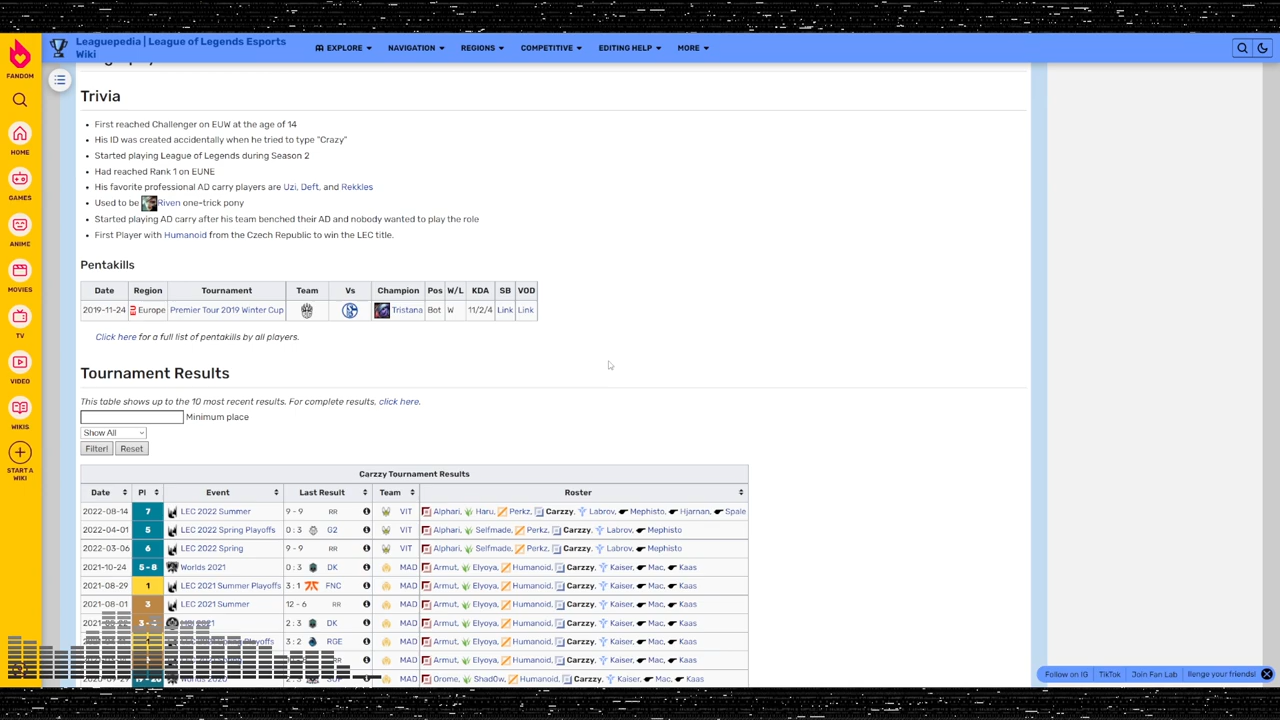 FANDOM
HOME
GAMES
ANIME
MOVIES
TV
VIDEO
WIKIS
START A
WIKI
Leaguepedia | League of Legends Esports
Wiki
EXPLORE
NAVIGATION
REGIONS
COMPETITIVE
EDITING HELP
MORE
Trivia
First reached Challenger on EUW at the age of 14
His ID was created accidentally when he tried to type "Crazy"
Started playing League of Legends during Season 2
Had reached Rank 1 on EUNE
His favorite professional AD carry players are Uzi, Deft, and Rekkles
Used to be Riven one-trick pony
Started playing AD carry after his team benched their AD and nobody wanted to play the role
First Player with Humanoid from the Czech Republic to win the LEC title.
Pentakills
Date Region Tournament Team Vs Champion Pos W/L KDA SB VOD
2019-11-24 Europe Premier Tour 2019 Winter Cup Tristana Bot W 11/2/4 Link Link
Click here for a full list of pentakills by all players.
Tournament Results
This table shows up to the 10 most recent results. For complete results, click here.
Minimum place
Show All
Filter! Reset
Carzzy Tournament Results
Date Pl Event Last Result Team Roster
2022-08-14 7 LEC 2022 Summer 9 - 9 RR VIT Alphari, Haru, Perkz, Carzzy, Labrov, Mephisto, Hjarnan, Spale
2022-04-01 5 LEC 2022 Spring Playoffs 0 : 3 G2 VIT Alphari, Selfmade, Perkz, Carzzy, Labrov, Mephisto
2022-03-06 6 LEC 2022 Spring 9 - 9 RR VIT Alphari, Selfmade, Perkz, Carzzy, Labrov, Mephisto
2021-10-24 5 - 8 Worlds 2021 0 : 3 DK MAD Armut, Elyoya, Humanoid, Carzzy, Kaiser, Mac, Kaas
2021-08-29 1 LEC 2021 Summer Playoffs 3 : 1 FNC MAD Armut, Elyoya, Humanoid, Carzzy, Kaiser, Mac, Kaas
2021-08-01 3 LEC 2021 Summer 12 - 6 RR MAD Armut, Elyoya, Humanoid, Carzzy, Kaiser, Mac, Kaas
2021 2 : 3 DK MAD Armut, Elyoya, Humanoid, Carzzy, Kaiser, Mac, Kaas
3 : 2 RGE MAD Armut, Elyoya, Humanoid, Carzzy, Kaiser, Mac, Kaas
MAD Armut, Elyoya, Humanoid, Carzzy, Kaiser, Mac, Kaas
MAD Orome, Shad0w, Humanoid, Carzzy, Kaiser, Mac, Kaas
Follow on IG TikTok Join Fan Lab llenge your friends!